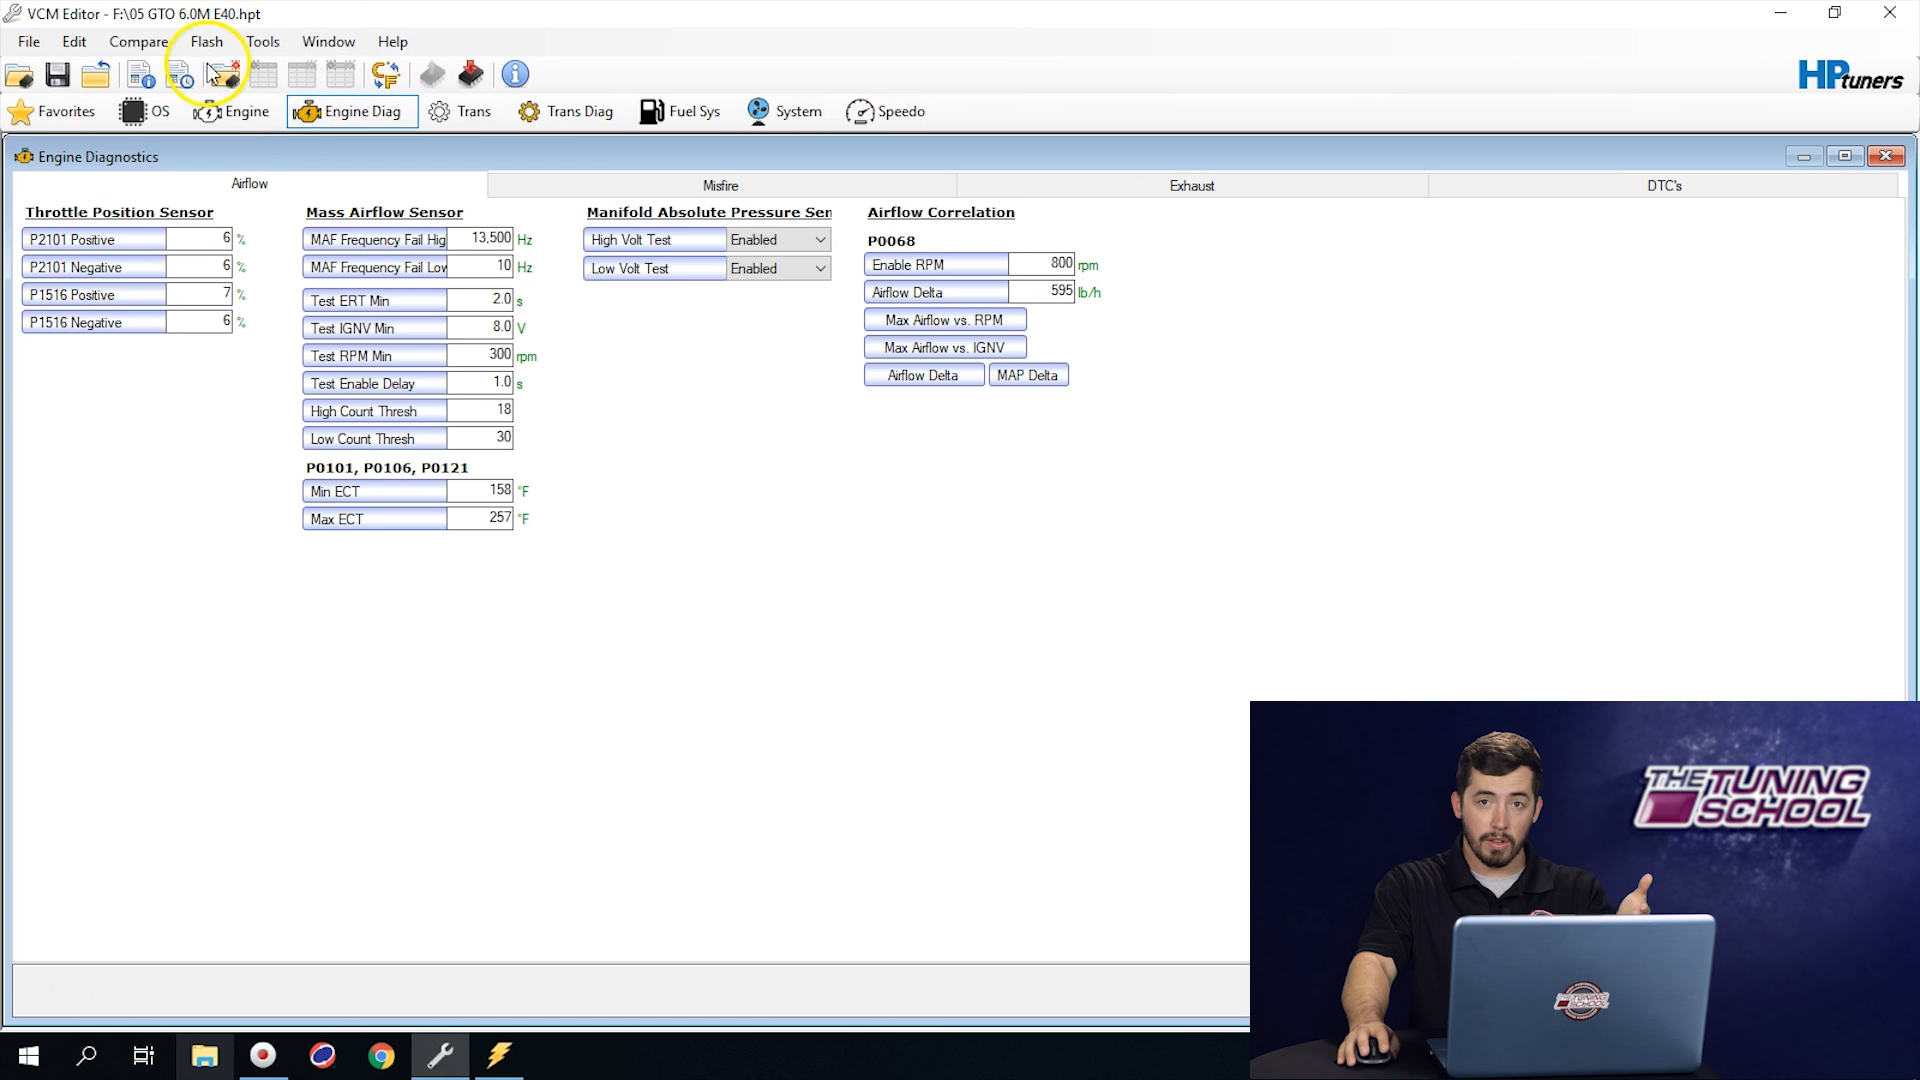 VCM Editor - F:\05 GTO 6.0M E40.hpt
File Edit Compare Flash Tools Window Help
HPtuners
Favorites OS Engine Engine Diag Trans Trans Diag Fuel Sys System Speedo
Engine Diagnostics
Airflow Misfire Exhaust DTC's
Throttle Position Sensor
P2101 Positive 6 %
P2101 Negative 6 %
P1516 Positive 7 %
P1516 Negative 6 %
Mass Airflow Sensor
MAF Frequency Fail Hig 13,500 Hz
MAF Frequency Fail Low 10 Hz
Test ERT Min 2.0 s
Test IGNV Min 8.0 V
Test RPM Min 300 rpm
Test Enable Delay 1.0 s
High Count Thresh 18
Low Count Thresh 30
P0101, P0106, P0121
Min ECT 158 °F
Max ECT 257 °F
Manifold Absolute Pressure Sen
High Volt Test Enabled
Low Volt Test Enabled
Airflow Correlation
P0068
Enable RPM 800 rpm
Airflow Delta 595 lb/h
Max Airflow vs. RPM
Max Airflow vs. IGNV
Airflow Delta MAP Delta
THE TUNING
SCHOOL
THE TUNING
SCHOOL